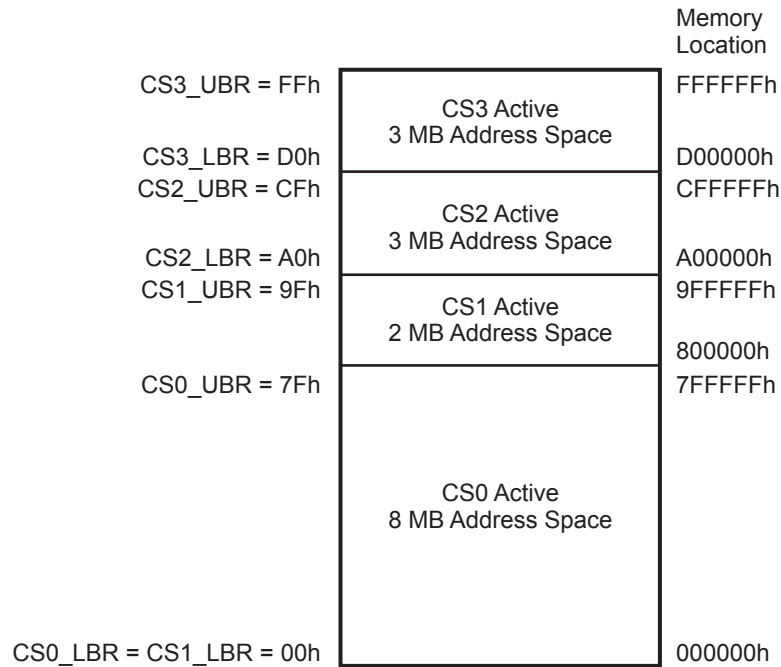 Memory
Location
CS3_UBR = FFh
FFFFFFh
CS3 Active
3 MB Address Space
CS3_LBR = D0h
D00000h
CS2_UBR = CFh
CFFFFFh
CS2 Active
3 MB Address Space
CS2_LBR = A0h
A00000h
CS1_UBR = 9Fh
9FFFFFh
CS1 Active
2 MB Address Space
800000h
CS0_UBR = 7Fh
7FFFFFh
CS0 Active
8 MB Address Space
CS0_LBR = CS1_LBR = 00h
000000h